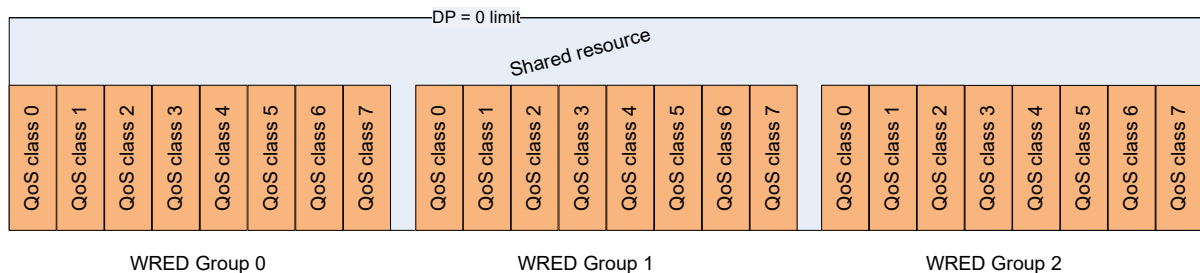 DP = 0 limit
Shared resource
QoS class 0
QoS class 1
QoS class 2
QoS class 3
QoS class 4
QoS class 5
QoS class 6
QoS class 7
QoS class 0
QoS class 1
QoS class 2
QoS class 3
QoS class 4
QoS class 5
QoS class 6
QoS class 7
QoS class 0
QoS class 1
QoS class 2
QoS class 3
QoS class 4
QoS class 5
QoS class 6
QoS class 7
WRED Group 0
WRED Group 1
WRED Group 2